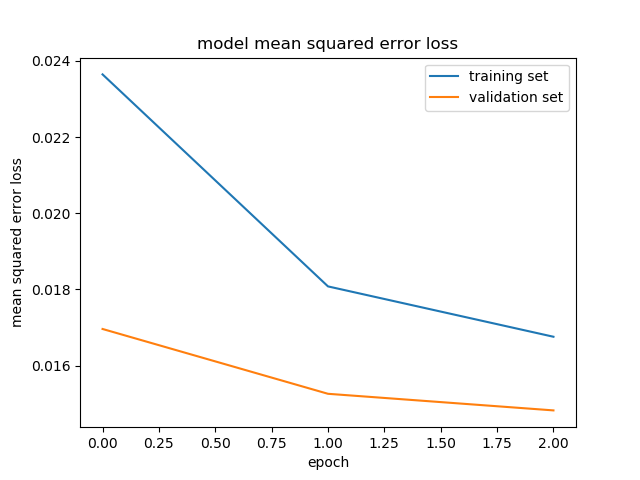 model mean squared error loss
training set
validation set
mean squared error loss
0.024
0.022
0.020
0.018
0.016
0.00 0.25 0.50 0.75 1.00 1.25 1.50 1.75 2.00
epoch